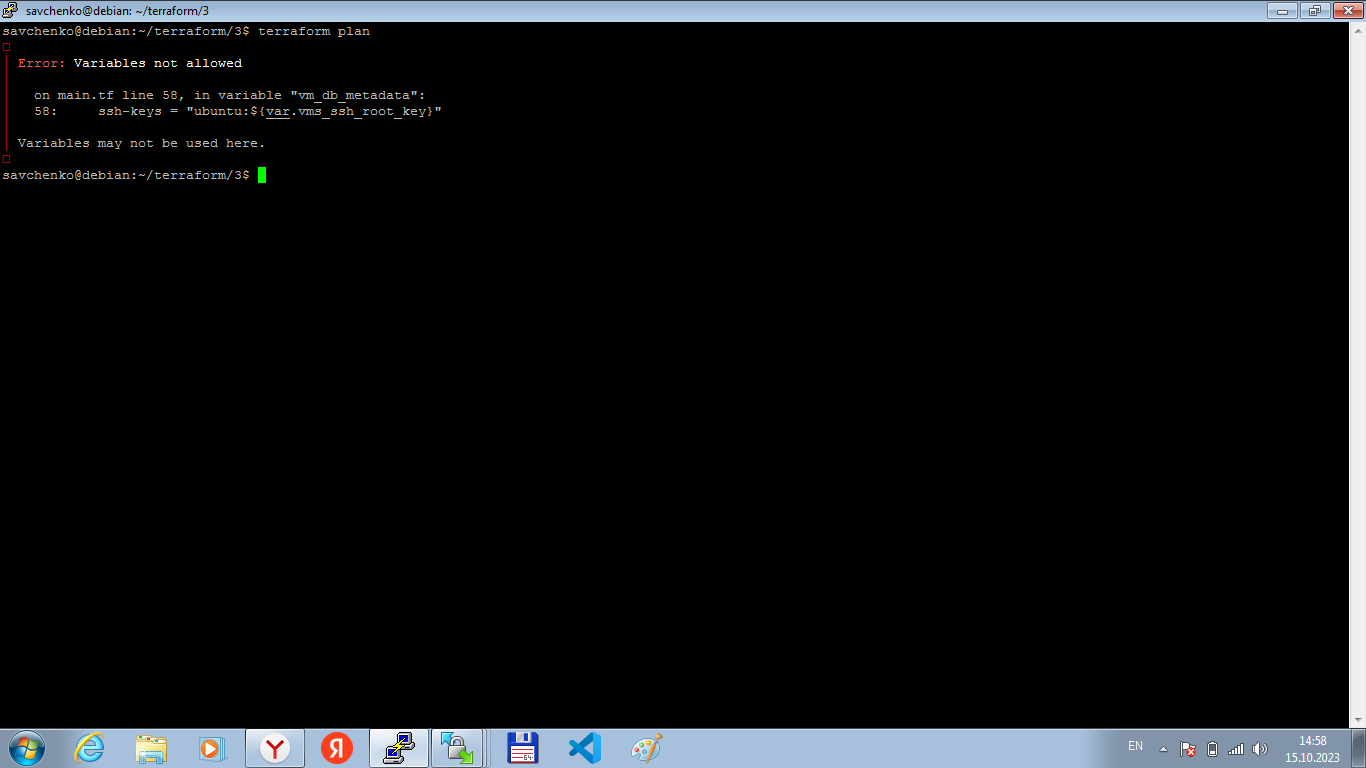 savchenko@debian: ~/terraform/3
savchenko@debian:~/terraform/3$ terraform plan
Error: Variables not allowed
on main.tf line 58, in variable "vm_db_metadata":
58:     ssh-keys = "ubuntu:${var.vms_ssh_root_key}"
Variables may not be used here.
savchenko@debian:~/terraform/3$
Y
Я
64
EN
14:58
15.10.2023